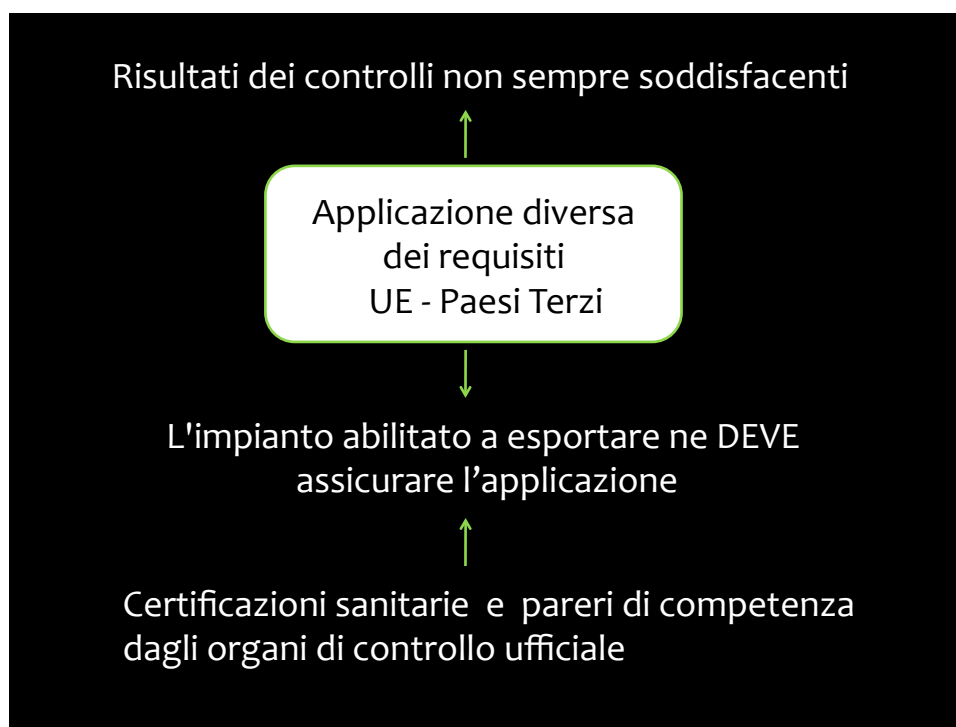 Risultati dei controlli non sempre soddisfacenti
Applicazione diversa
dei requisiti
UE - Paesi Terzi
L'impianto abilitato a esportare ne DEVE
assicurare l’applicazione
Certificazioni sanitarie e pareri di competenza
dagli organi di controllo ufficiale